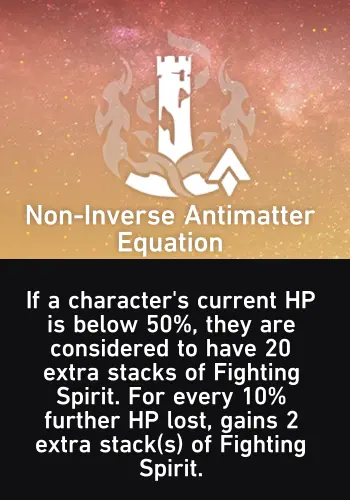 Non-Inverse Antimatter
Equation
If a character's current HP
is below 50%, they are
considered to have 20
extra stacks of Fighting
Spirit. For every 10%
further HP lost, gains 2
extra stack(s) of Fighting
Spirit.